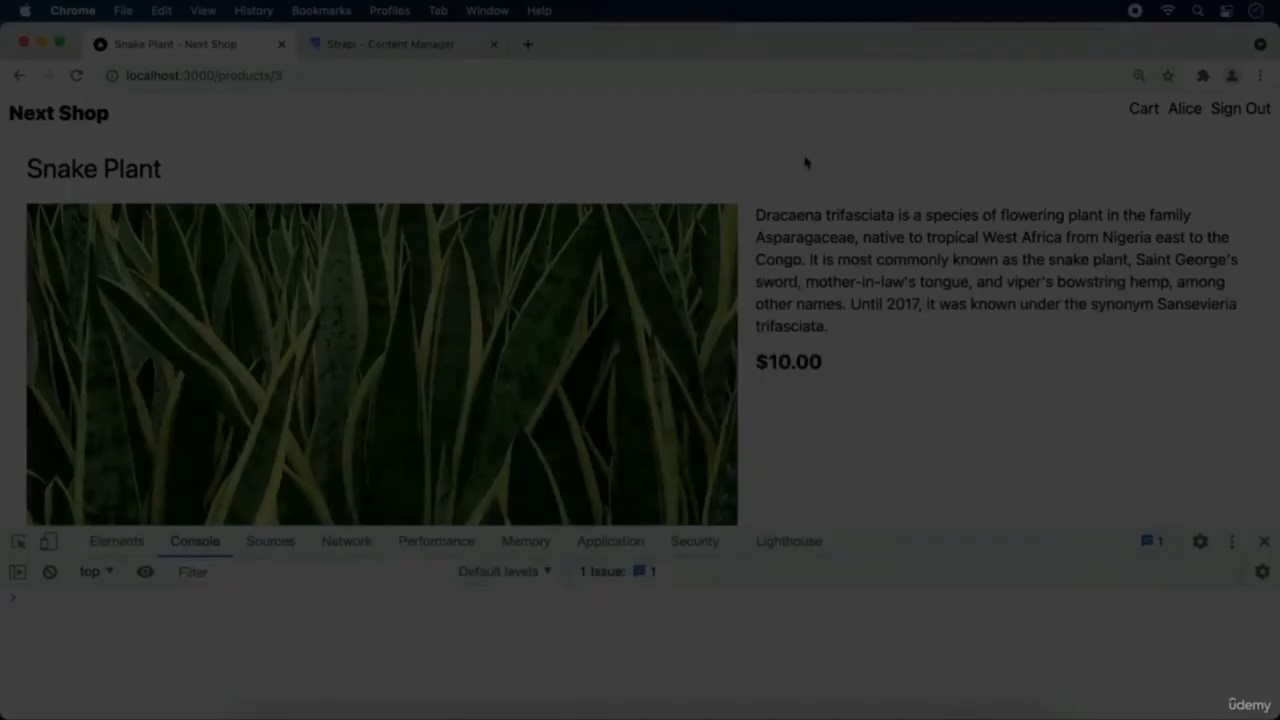 Chrome File Edit View History Bookmarks Profiles Tab Window Help
Snake Plant - Next Shop
Strapi - Content Manager
localhost:3000/products/3
Next Shop
Cart Alice Sign Out
Snake Plant
Dracaena trifasciata is a species of flowering plant in the family
Asparagaceae, native to tropical West Africa from Nigeria east to the
Congo. It is most commonly known as the snake plant, Saint George's
sword, mother-in-law's tongue, and viper's bowstring hemp, among
other names. Until 2017, it was known under the synonym Sansevieria
trifasciata.
$10.00
Elements Console Sources Network Performance Memory Application Security Lighthouse 1
top Filter Default levels 1 Issue: 1
udemy